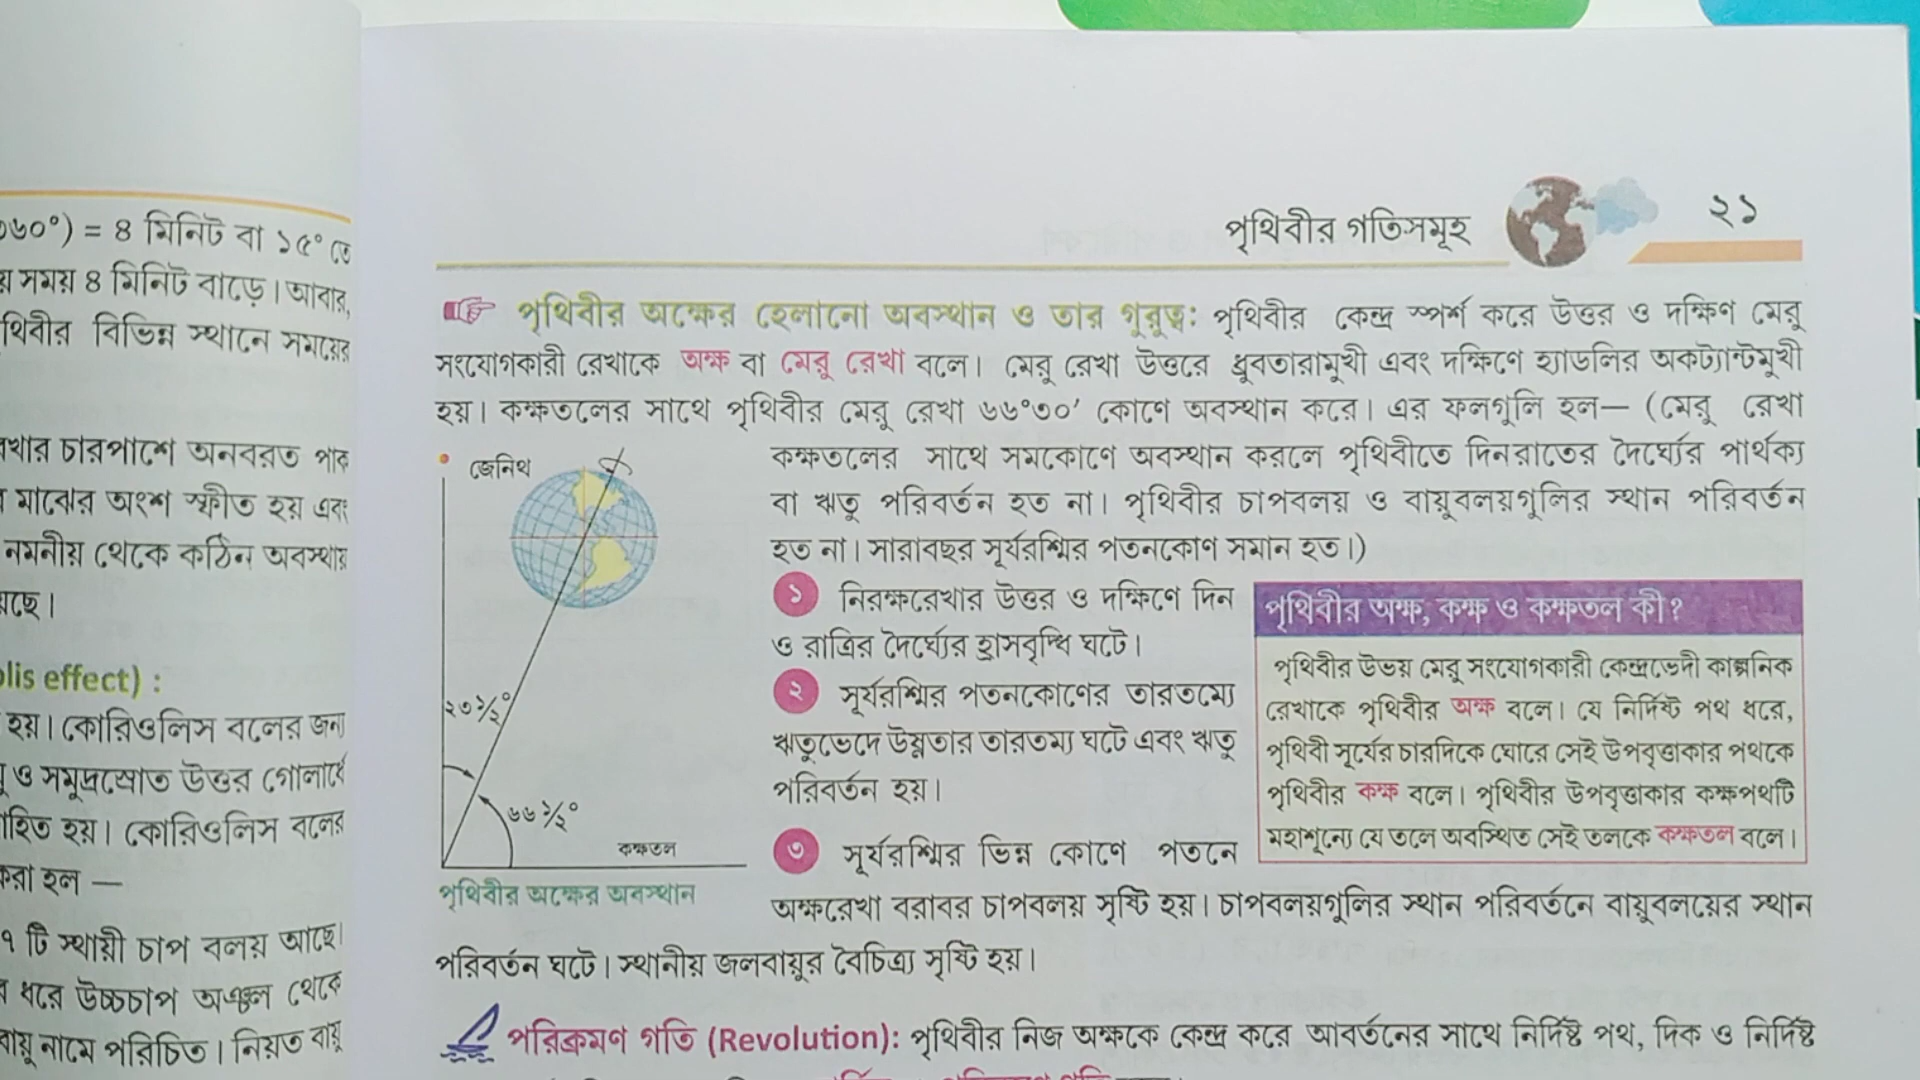 ৩৬০°) = 4 মিনিট বা ১৫° তে
সময় 4 মিনিট বাড়ে। আবার,
থিবীর বিভিন্ন স্থানে সময়ের
চারপাশে অনবরত পাক
মাঝের অংশ স্ফীত হয় এবং
নমনীয় থেকে কঠিন অবস্থায়
lis effect) :
হয়। কোরিওলিস বলের জন্য
ও সমুদ্রস্রোত উত্তর গোলার্ধে
হিত হয়। কোরিওলিস বলের
করা হল —
৭ টি স্থায়ী চাপ বলয় আছে।
ধরে উচ্চচাপ অঞ্চল থেকে
বায়ু নামে পরিচিত। নিয়ত বায়ু
পৃথিবীর গতিসমূহ ২১
পৃথিবীর অক্ষের হেলানো অবস্থান ও তার গুরুত্ব: পৃথিবীর কেন্দ্র স্পর্শ করে উত্তর ও দক্ষিণ মেরু
সংযোগকারী রেখাকে অক্ষ বা মেরু রেখা বলে। মেরু রেখা উত্তরে ধ্রুবতারামুখী এবং দক্ষিণে হ্যাডলির অকট্যান্টমুখী
হয়। কক্ষতলের সাথে পৃথিবীর মেরু রেখা ৬৬°৩০′ কোণে অবস্থান করে। এর ফলগুলি হল— (মেরু রেখা
কক্ষতলের সাথে সমকোণে অবস্থান করলে পৃথিবীতে দিনরাতের দৈর্ঘ্যের পার্থক্য
বা ঋতু পরিবর্তন হত না। পৃথিবীর চাপবলয় ও বায়ুবলয়গুলির স্থান পরিবর্তন
হত না। সারাবছর সূর্যরশ্মির পতনকোণ সমান হত।)
জেনিথ
২৩ ১/২°
৬৬ ১/২°
কক্ষতল
পৃথিবীর অক্ষের অবস্থান
১ নিরক্ষরেখার উত্তর ও দক্ষিণে দিন
ও রাত্রির দৈর্ঘ্যের হ্রাসবৃদ্ধি ঘটে।
২ সূর্যরশ্মির পতনকোণের তারতম্যে
ঋতুভেদে উষ্ণতার তারতম্য ঘটে এবং ঋতু
পরিবর্তন হয়।
৩ সূর্যরশ্মির ভিন্ন কোণে পতনে
পৃথিবীর অক্ষ, কক্ষ ও কক্ষতল কী?
পৃথিবীর উভয় মেরু সংযোগকারী কেন্দ্রভেদী কাল্পনিক
রেখাকে পৃথিবীর অক্ষ বলে। যে নির্দিষ্ট পথ ধরে,
পৃথিবী সূর্যের চারদিকে ঘোরে সেই উপবৃত্তাকার পথকে
পৃথিবীর কক্ষ বলে। পৃথিবীর উপবৃত্তাকার কক্ষপথটি
মহাশূন্যে যে তলে অবস্থিত সেই তলকে কক্ষতল বলে।
অক্ষরেখা বরাবর চাপবলয় সৃষ্টি হয়। চাপবলয়গুলির স্থান পরিবর্তনে বায়ুবলয়ের স্থান
পরিবর্তন ঘটে। স্থানীয় জলবায়ুর বৈচিত্র্য সৃষ্টি হয়।
পরিক্রমণ গতি (Revolution): পৃথিবীর নিজ অক্ষকে কেন্দ্র করে আবর্তনের সাথে নির্দিষ্ট পথ, দিক ও নির্দিষ্ট